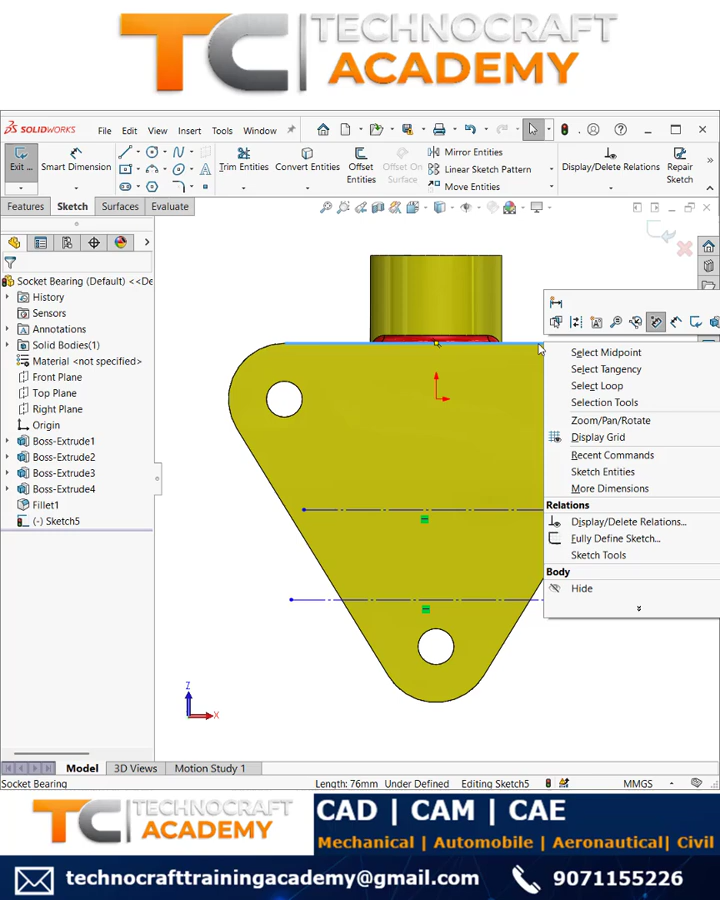 TC TECHNOCRAFT
ACADEMY
SOLIDWORKS File Edit View Insert Tools Window
Exit ... Smart Dimension Trim Entities Convert Entities Offset Entities Offset On Surface Mirror Entities Linear Sketch Pattern Move Entities Display/Delete Relations Repair Sketch
Features Sketch Surfaces Evaluate
Socket Bearing (Default) <<De
History
Sensors
Annotations
Solid Bodies(1)
Material <not specified>
Front Plane
Top Plane
Right Plane
Origin
Boss-Extrude1
Boss-Extrude2
Boss-Extrude3
Boss-Extrude4
Fillet1
(-) Sketch5
Select Midpoint
Select Tangency
Select Loop
Selection Tools
Zoom/Pan/Rotate
Display Grid
Recent Commands
Sketch Entities
More Dimensions
Relations
Display/Delete Relations...
Fully Define Sketch...
Sketch Tools
Body
Hide
Z
X
Model 3D Views Motion Study 1
Socket Bearing Length: 76mm Under Defined Editing Sketch5 MMGS
TC TECHNOCRAFT
ACADEMY
CAD | CAM | CAE
Mechanical | Automobile | Aeronautical| Civil
technocrafttrainingacademy@gmail.com 9071155226